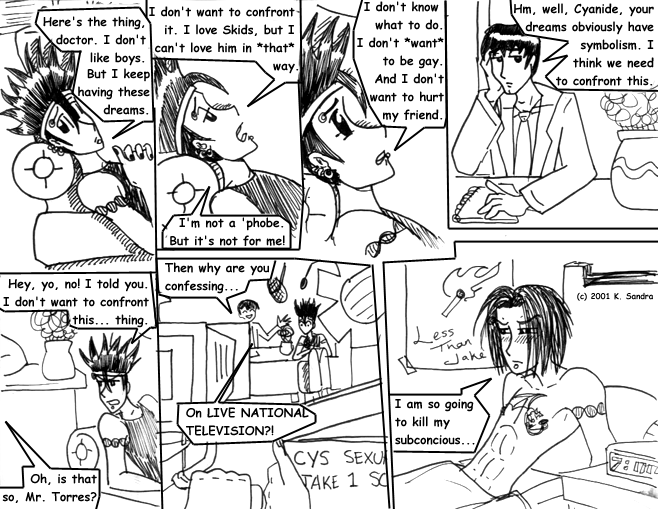 Here's the thing,
doctor. I don't
like boys.
But I keep
having these
dreams.
I don't want to confront
it. I love Skids, but I
can't love him in *that*
way.
I'm not a 'phobe.
But it's not for me!
I don't know
what to do.
I don't *want*
to be gay.
And I don't
want to hurt
my friend.
Hm, well, Cyanide, your
dreams obviously have
symbolism. I
think we need
to confront this.
Hey, yo, no! I told you.
I don't want to confront
this... thing.
Oh, is that
so, Mr. Torres?
Then why are you
confessing...
On LIVE NATIONAL
TELEVISION?!
CYS SEXU
TAKE 1 SC
(c) 2001 K. Sandra
Less
Than
Jake
I am so going
to kill my
subconcious...